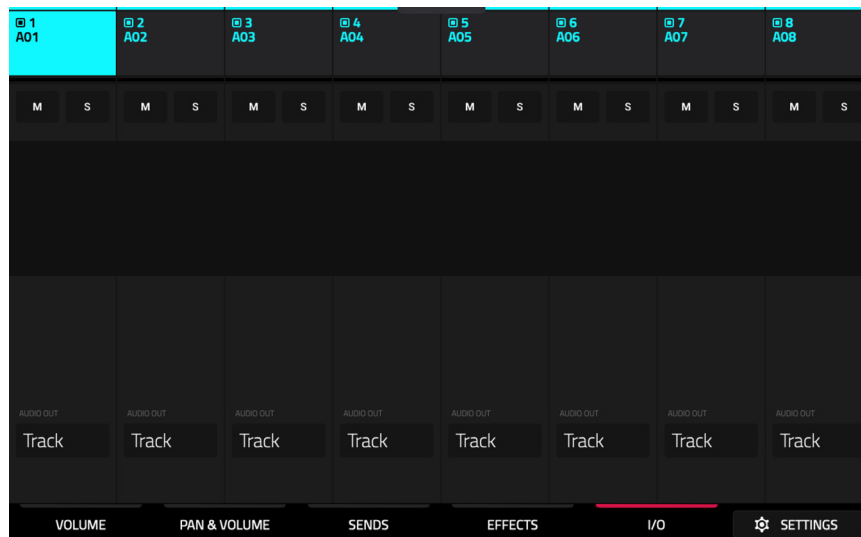 1 2 3 4 5 6 7 8
A01 A02 A03 A04 A05 A06 A07 A08
M S M S M S M S M S M S M S M S
AUDIO OUT AUDIO OUT AUDIO OUT AUDIO OUT AUDIO OUT AUDIO OUT AUDIO OUT AUDIO OUT
Track Track Track Track Track Track Track Track
VOLUME PAN & VOLUME SENDS EFFECTS I/O SETTINGS